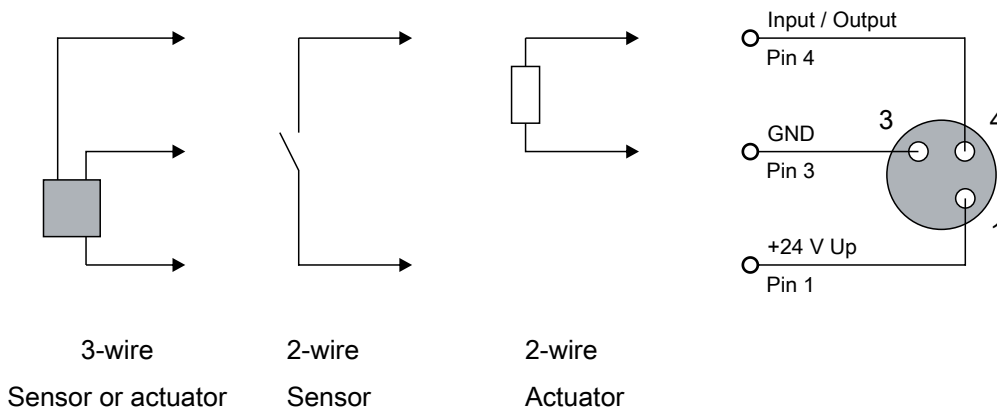 Input / Output
Pin 4
3
4
GND
Pin 3
1
+24 V Up
Pin 1
3-wire
2-wire
2-wire
Sensor or actuator
Sensor
Actuator